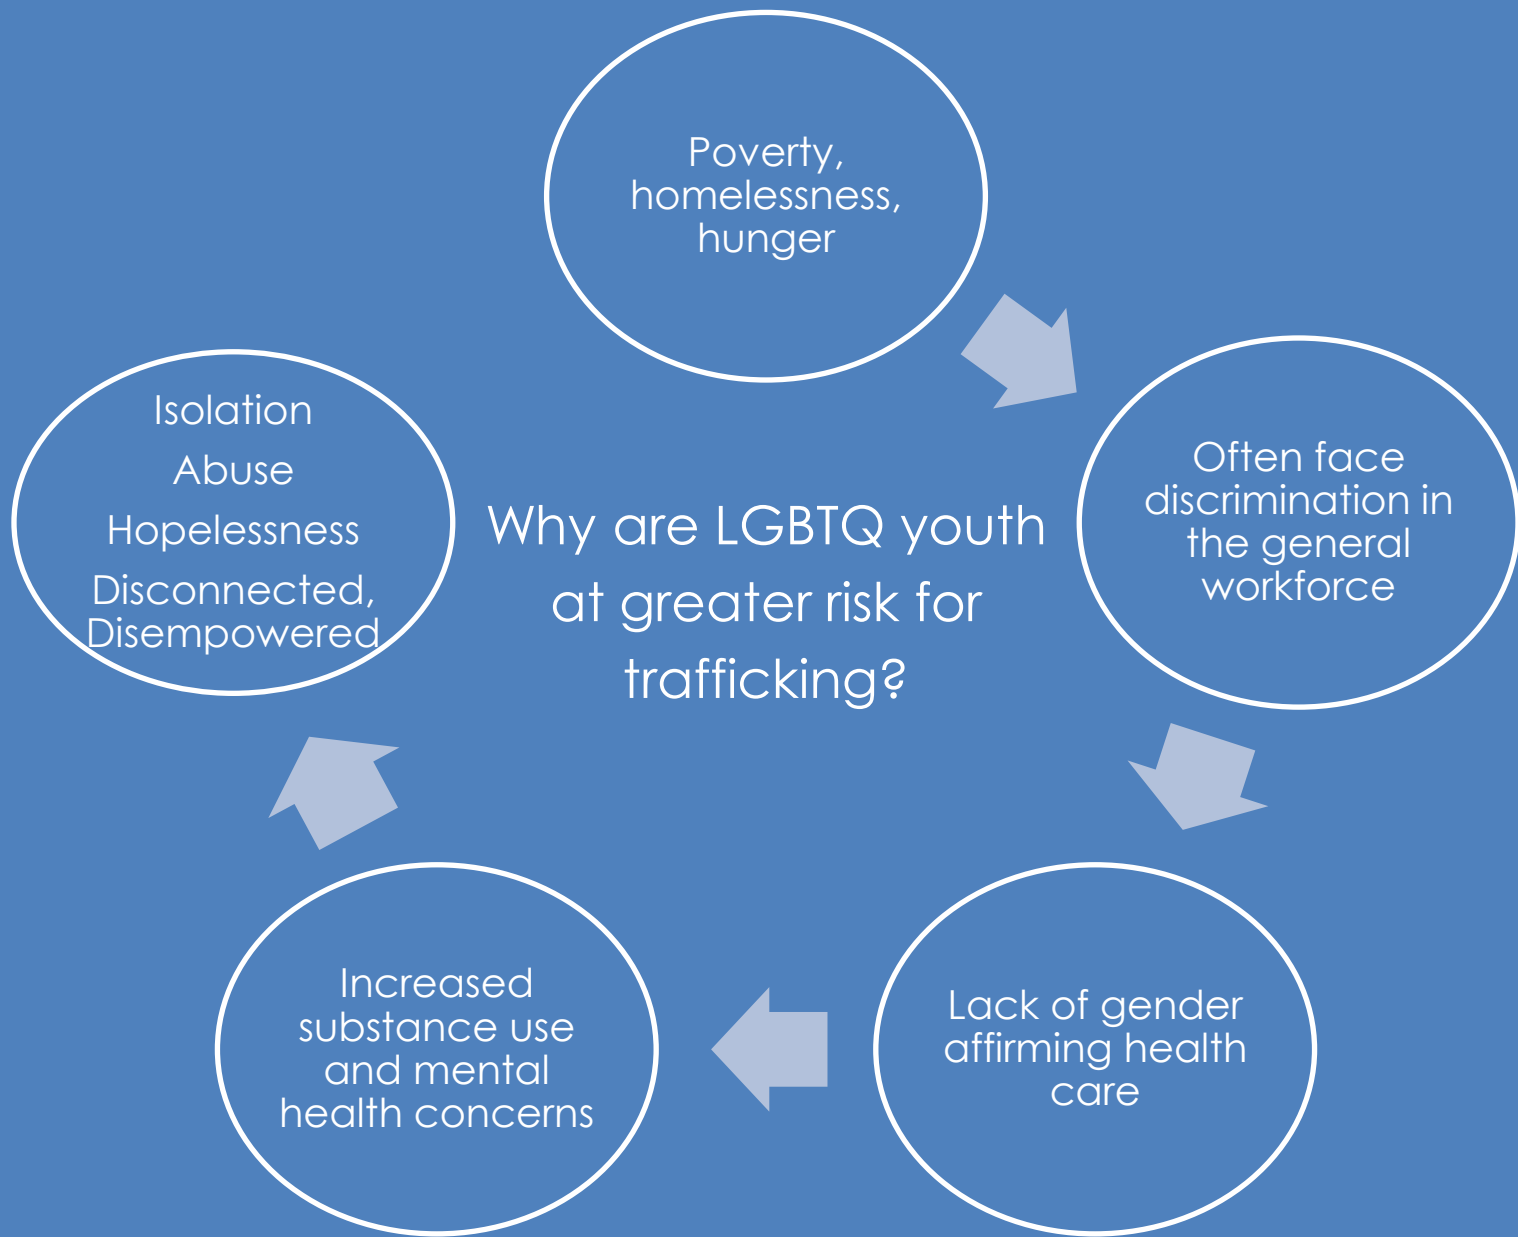 Poverty,
homelessness,
hunger
Often face
discrimination in
the general
workforce
Lack of gender
affirming health
care
Increased
substance use
and mental
health concerns
Isolation
Abuse
Hopelessness
Disconnected,
Disempowered
Why are LGBTQ youth
at greater risk for
trafficking?